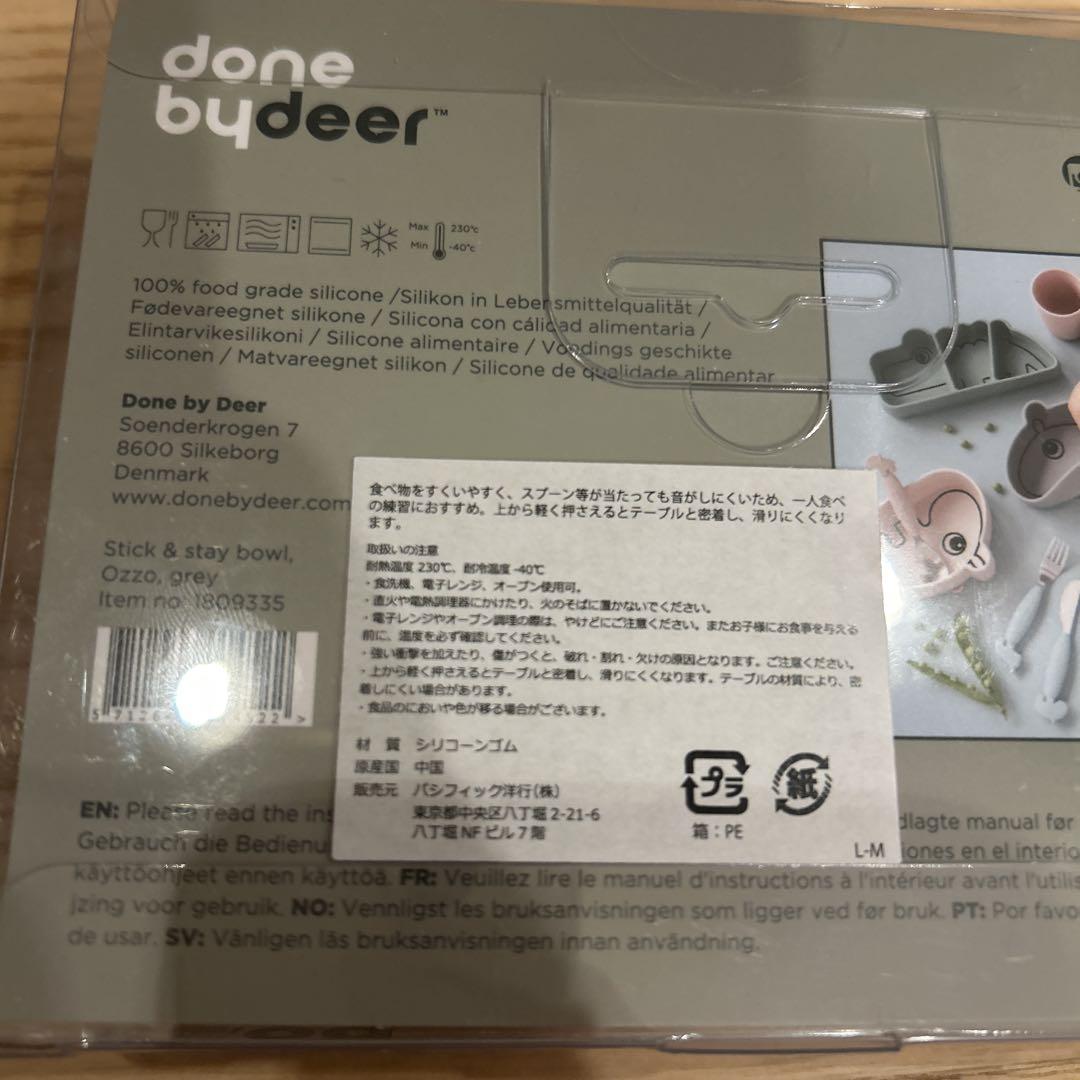 done
bydeer™
Max 230°c
Min -40°c
100% food grade silicone /Silikon in Lebensmittelqualität /
Fødevareegnet silikone / Silicona con cálidad alimentaria /
Elintarvikesilikoni / Silicone alimentaire / Voedings geschikte
siliconen / Matvareegnet silikon / Silicone de qualidade alimentar
Done by Deer
Soenderkrogen 7
8600 Silkeborg
Denmark
www.donebydeer.com
Stick & stay bowl,
Ozzo, grey
Item no. 1809335
食べ物をすくいやすく、スプーン等が当たっても音がしにくいため、一人食べ
の練習におすすめ。上から軽く押さえるとテーブルと密着し、滑りにくくなり
ます。
取扱いの注意
耐熱温度 230℃、耐冷温度 -40℃
・食洗機、電子レンジ、オーブン使用可。
・直火や電熱調理器にかけたり、火のそばに置かないでください。
・電子レンジやオーブン調理の際は、やけどにご注意ください。またお子様にお食事を与える
前に、温度を必ず確認してください。
・強い衝撃を加えたり、傷がつくと、破れ・割れ・欠けの原因となります。ご注意ください。
・上から軽く押さえるとテーブルと密着し、滑りにくくなります。テーブルの材質により、密
着しにくい場合があります。
・食品のにおいや色が移る場合がございます。
材 質 シリコーンゴム
原産国 中国
販売元 パシフィック洋行(株)
東京都中央区八丁堀 2-21-6
八丁堀 NF ビル 7 階
プラ
紙
箱：PE
L-M
EN: Please read the ins dlagte manual før
Gebrauch die Bedienu iones en el interio
käyttöohjeet ennen käyttöä. FR: Veuillez lire le manuel d'instructions à l'intérieur avant l'utilis
jzing voor gebruik. NO: Vennligst les bruksanvisningen som ligger ved før bruk. PT: Por favo
de usar. SV: Vänligen läs bruksanvisningen innan användning.